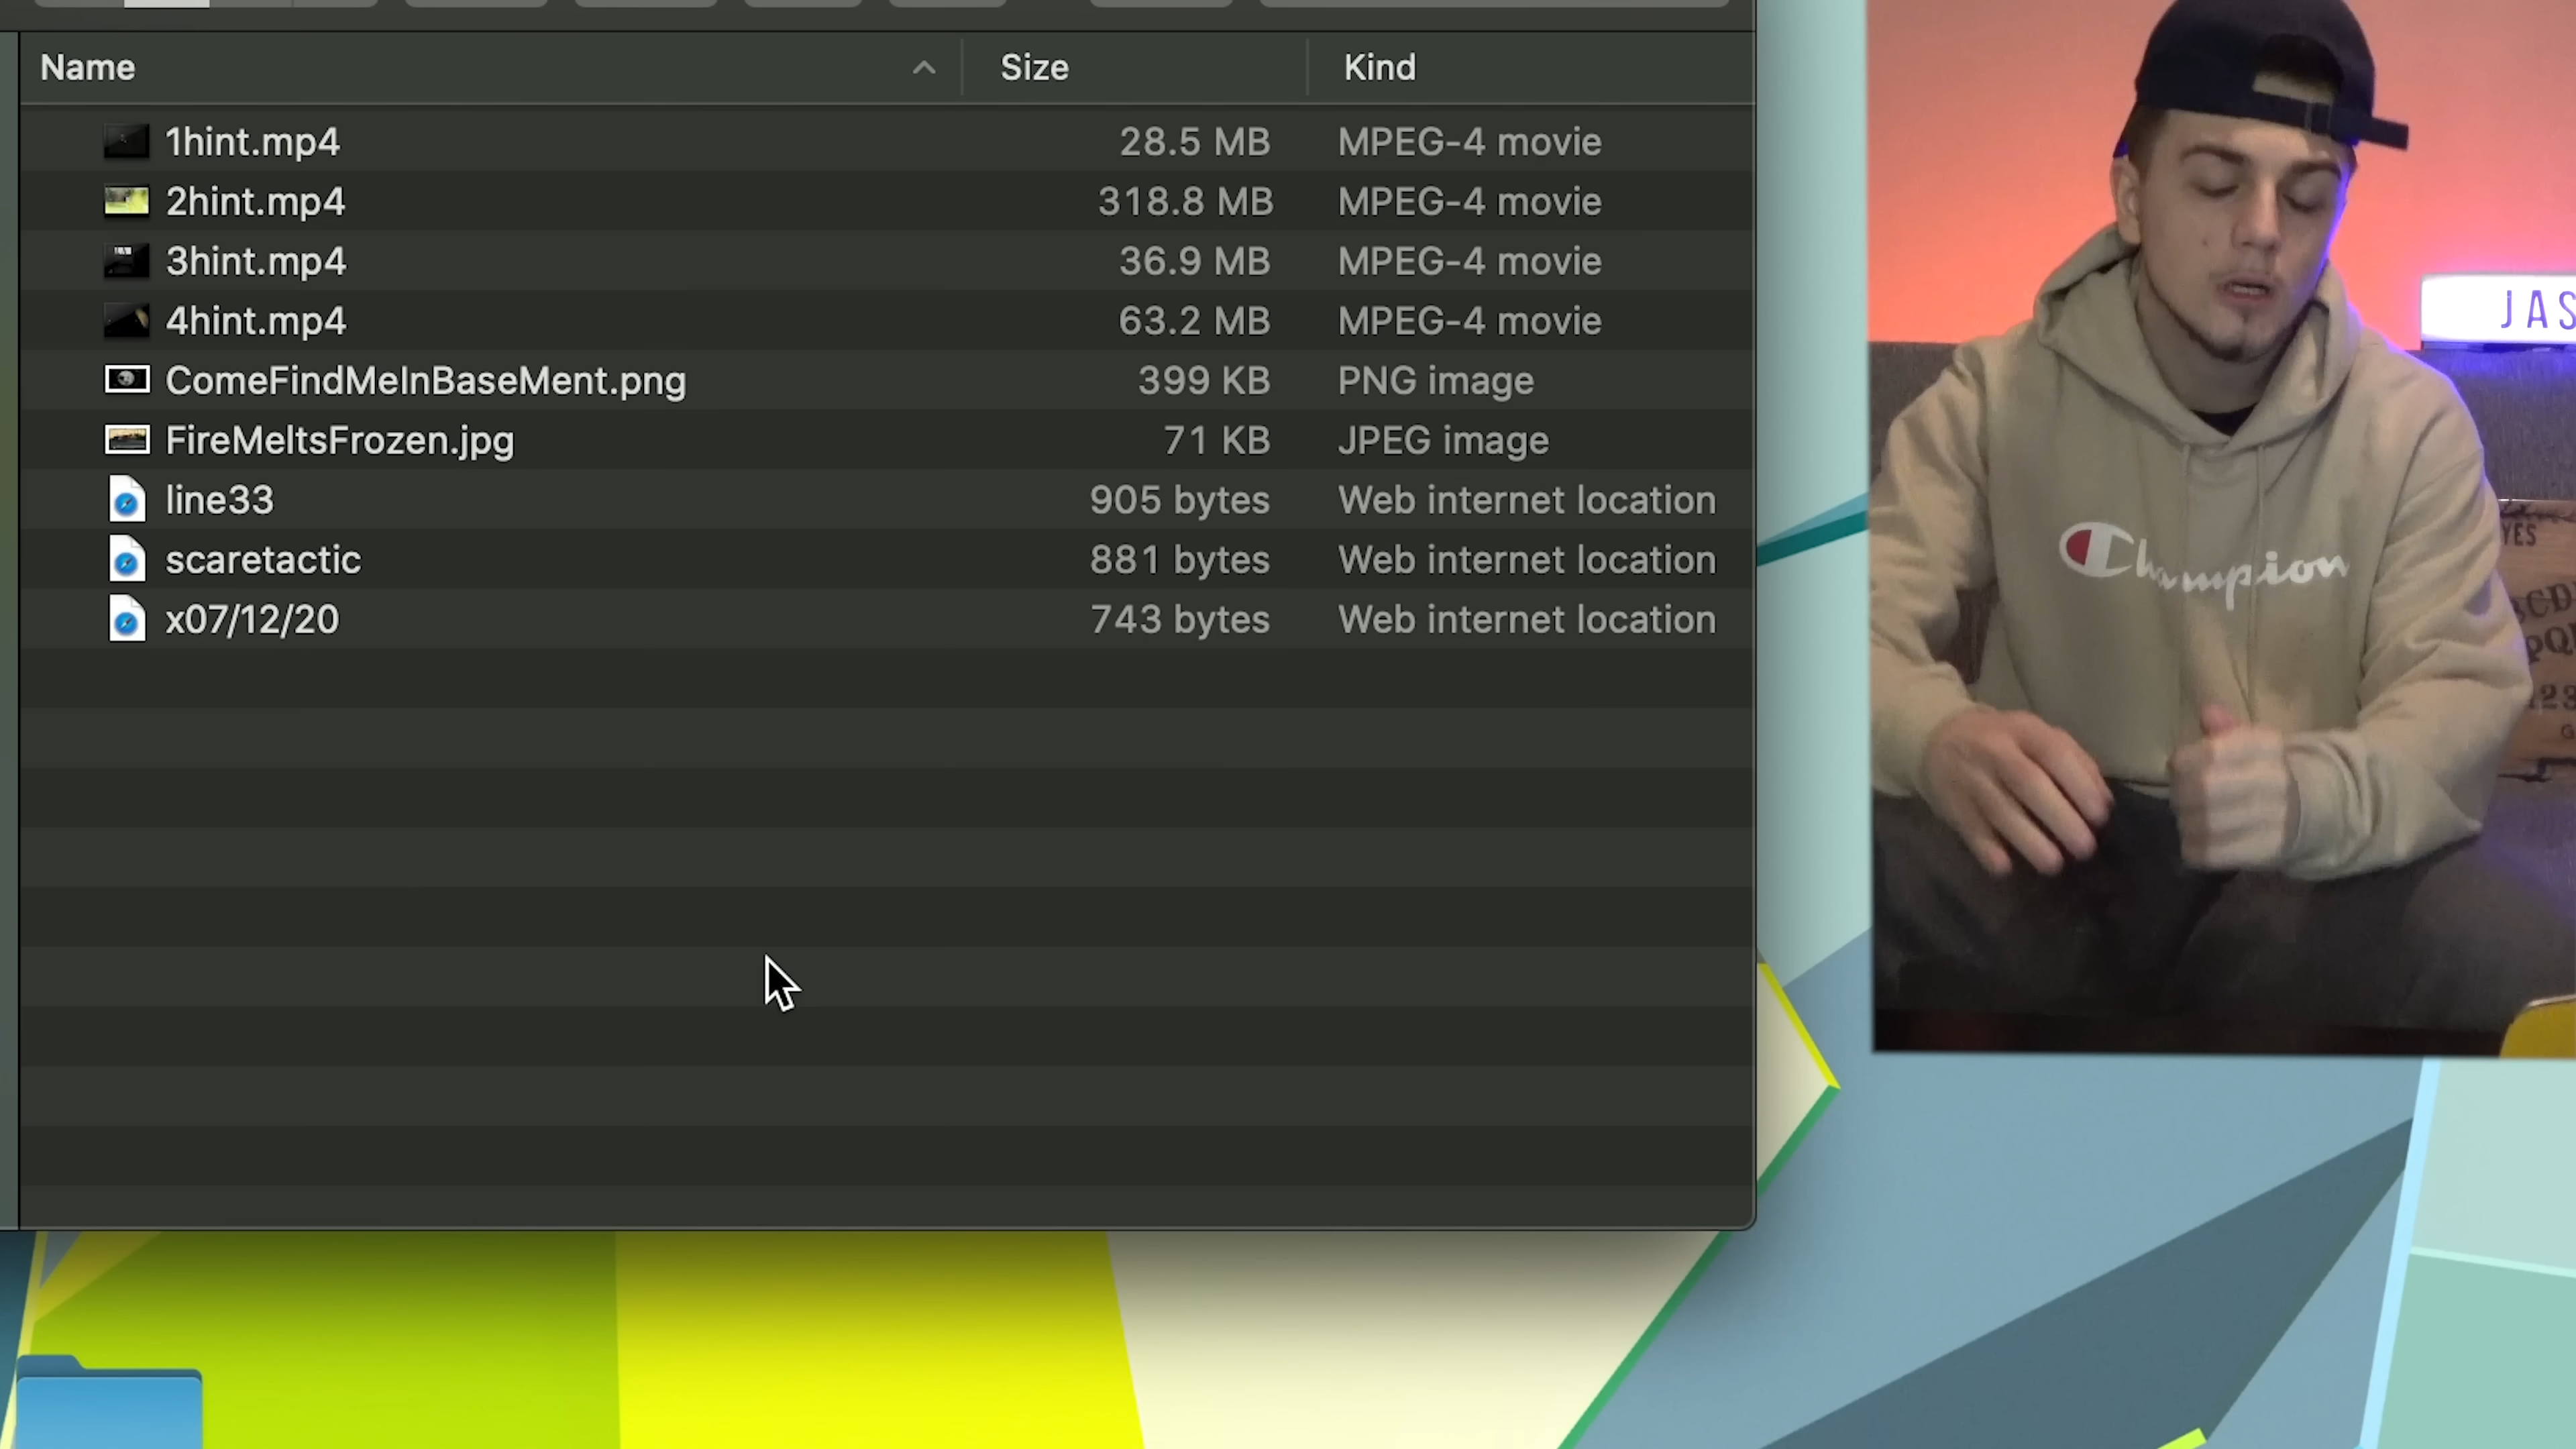 Name Size Kind
1hint.mp4 28.5 MB MPEG-4 movie
2hint.mp4 318.8 MB MPEG-4 movie
3hint.mp4 36.9 MB MPEG-4 movie
4hint.mp4 63.2 MB MPEG-4 movie
ComeFindMeInBaseMent.png 399 KB PNG image
FireMeltsFrozen.jpg 71 KB JPEG image
line33 905 bytes Web internet location
scaretactic 881 bytes Web internet location
x07/12/20 743 bytes Web internet location
JAS
Champion
YES